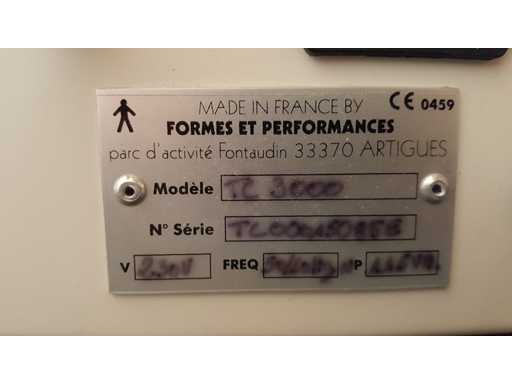 MADE IN FRANCE BY CE 0459
FORMES ET PERFORMANCES
parc d'activité Fontaudin 33370 ARTIGUES
Modèle TC 3000
N° Série
V 230V FREQ P